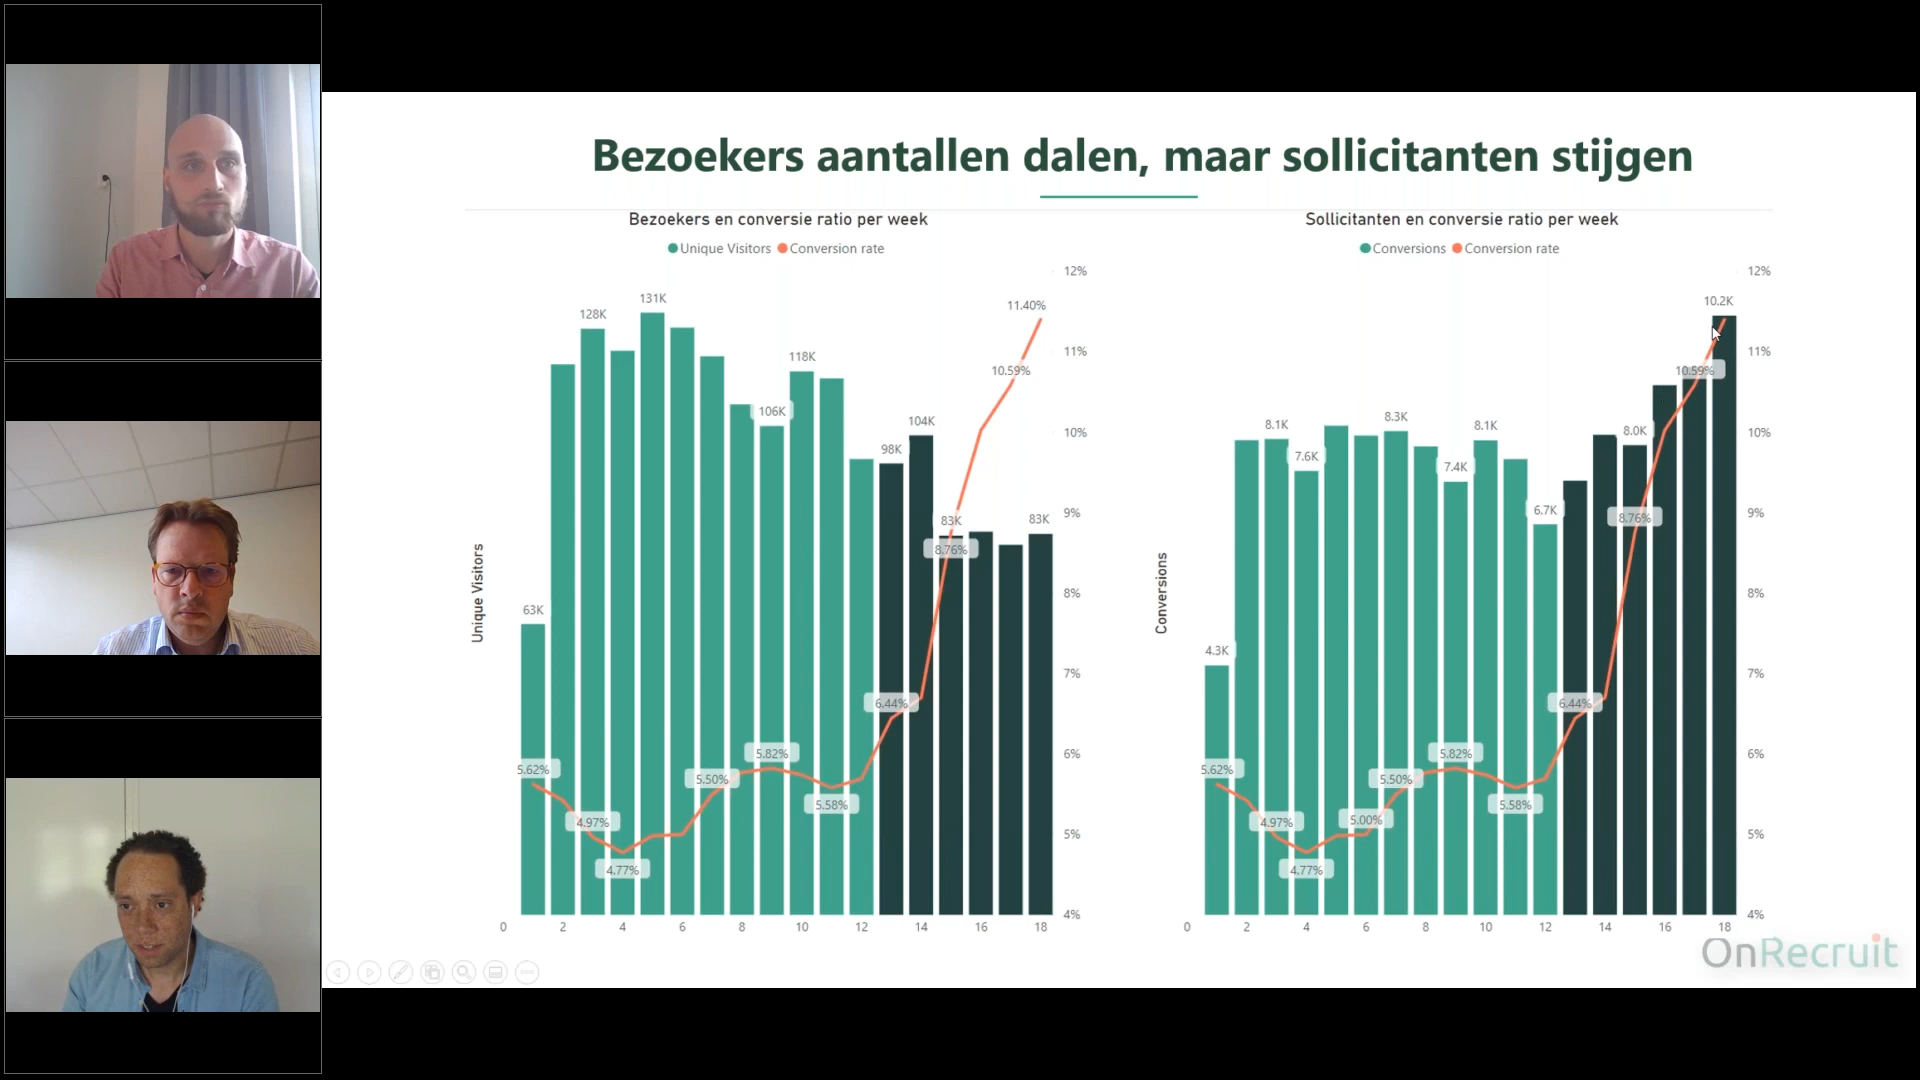 Bezoekers aantallen dalen, maar sollicitanten stijgen
Bezoekers en conversie ratio per week
Unique Visitors Conversion rate
12%
11%
10%
9%
8%
7%
6%
5%
4%
Unique Visitors
63K
128K
131K
106K
118K
98K
104K
83K
83K
5.62%
4.97%
4.77%
5.50%
5.82%
5.58%
6.44%
8.76%
10.59%
11.40%
0 2 4 6 8 10 12 14 16 18
Sollicitanten en conversie ratio per week
Conversions Conversion rate
12%
11%
10%
9%
8%
7%
6%
5%
4%
Conversions
4.3K
8.1K
7.6K
8.3K
7.4K
8.1K
6.7K
8.0K
10.2K
5.62%
4.97%
4.77%
5.00%
5.50%
5.82%
5.58%
6.44%
8.76%
10.59%
0 2 4 6 8 10 12 14 16 18
OnRecruit